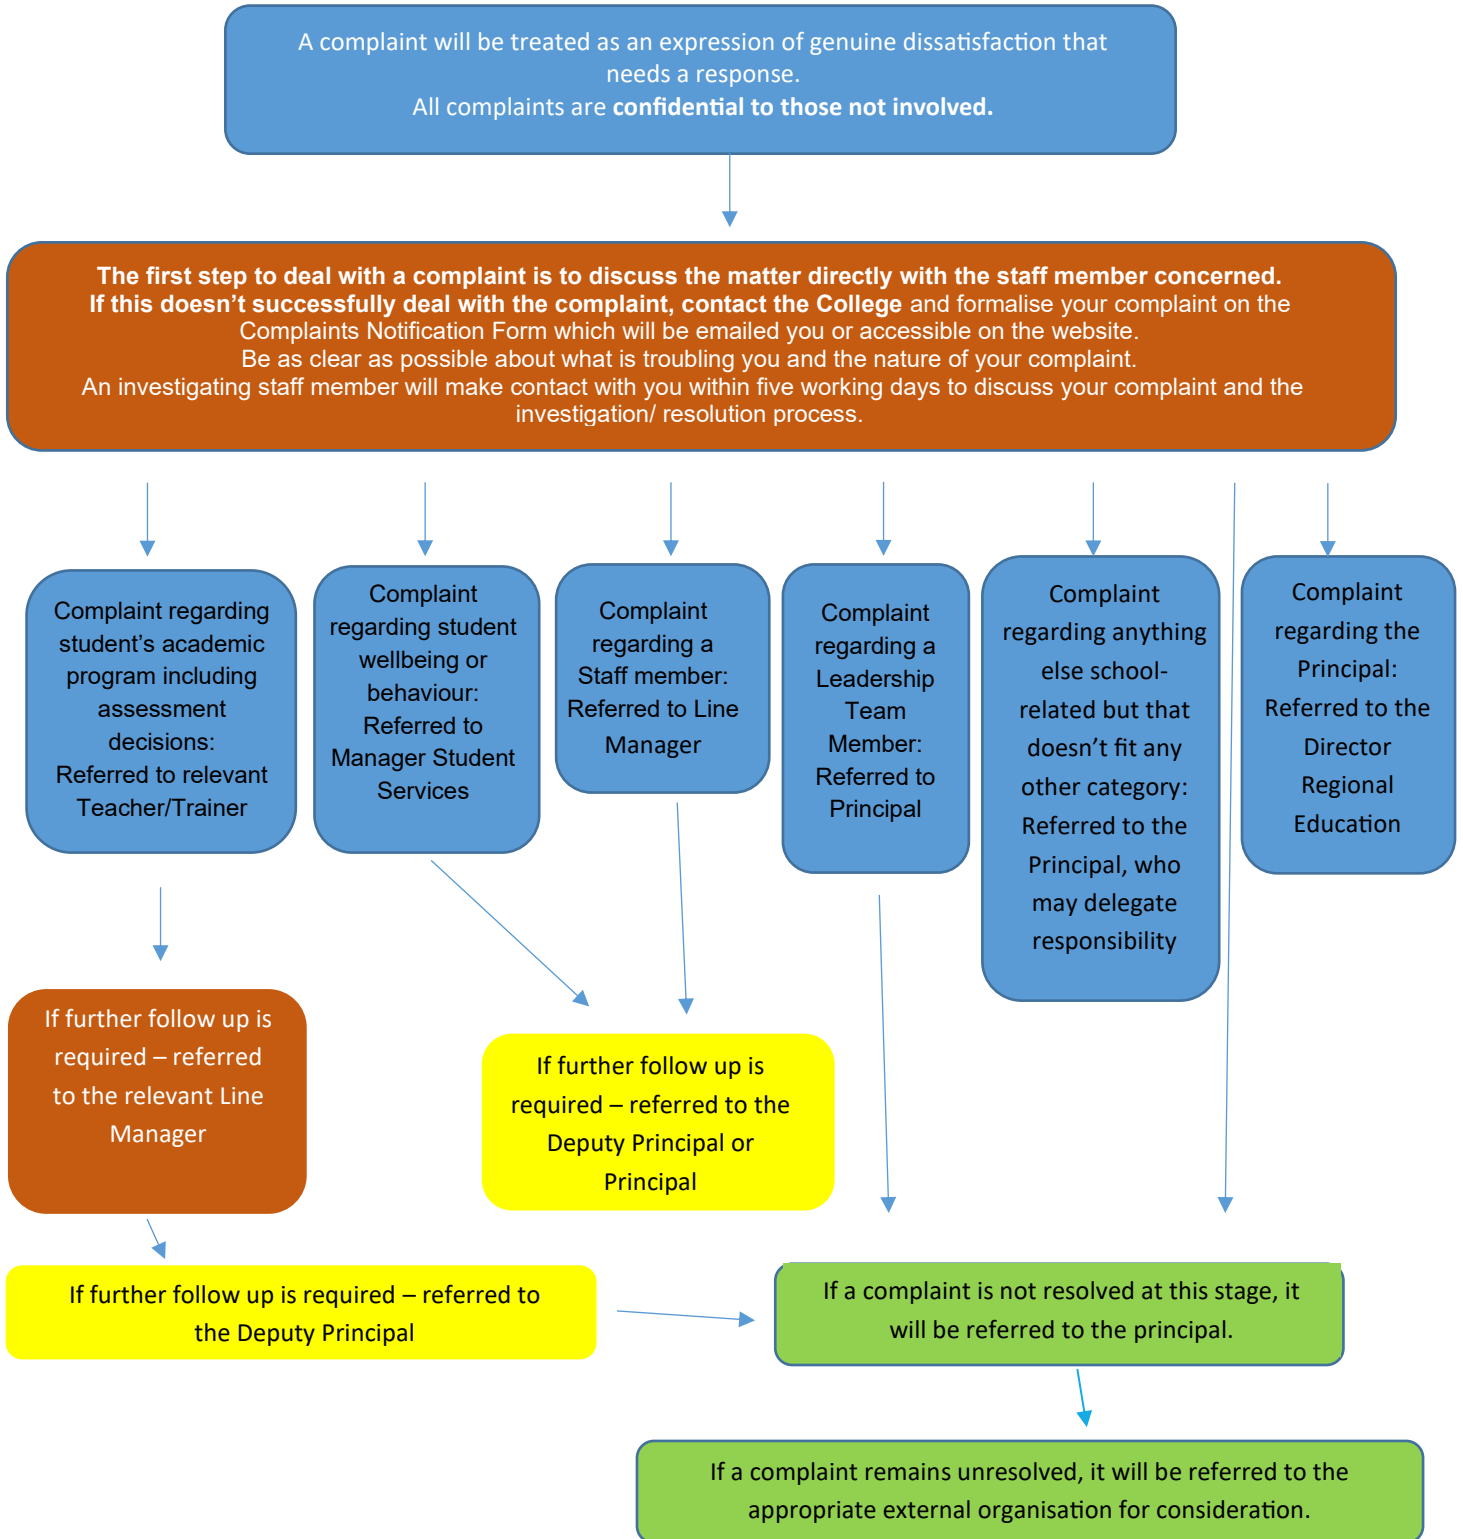 A complaint will be treated as an expression of genuine dissatisfaction that
needs a response.
All complaints are confidential to those not involved.
The first step to deal with a complaint is to discuss the matter directly with the staff member concerned.
If this doesn’t successfully deal with the complaint, contact the College and formalise your complaint on the
Complaints Notification Form which will be emailed you or accessible on the website.
Be as clear as possible about what is troubling you and the nature of your complaint.
An investigating staff member will make contact with you within five working days to discuss your complaint and the
investigation/ resolution process.
Complaint regarding
student’s academic
program including
assessment
decisions:
Referred to relevant
Teacher/Trainer
Complaint
regarding student
wellbeing or
behaviour:
Referred to
Manager Student
Services
Complaint
regarding a
Staff member:
Referred to Line
Manager
Complaint
regarding a
Leadership
Team
Member:
Referred to
Principal
Complaint
regarding anything
else school-
related but that
doesn’t fit any
other category:
Referred to the
Principal, who
may delegate
responsibility
Complaint
regarding the
Principal:
Referred to the
Director
Regional
Education
If further follow up is
required – referred
to the relevant Line
Manager
If further follow up is
required – referred to the
Deputy Principal or
Principal
If further follow up is required – referred to
the Deputy Principal
If a complaint is not resolved at this stage, it
will be referred to the principal.
If a complaint remains unresolved, it will be referred to the
appropriate external organisation for consideration.